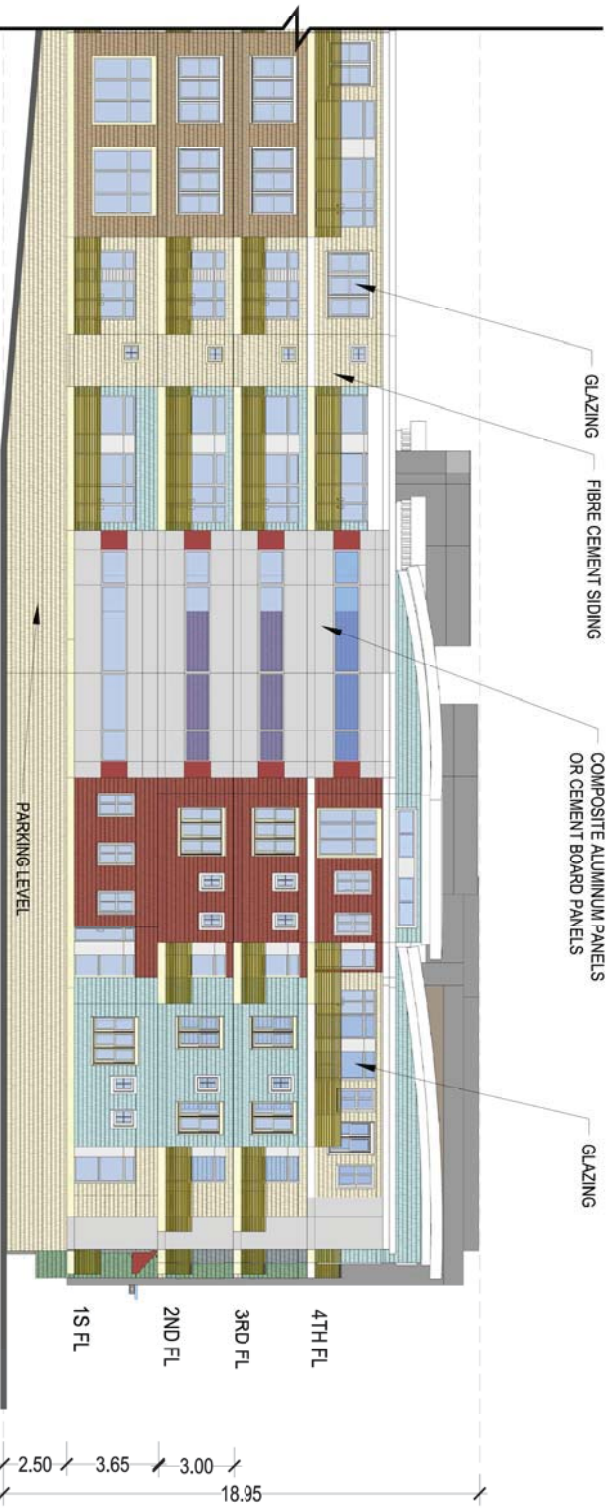 GLAZING
FIBRE CEMENT SIDING
COMPOSITE ALUMINUM PANELS
OR CEMENT BOARD PANELS
GLAZING
PARKING LEVEL
4TH FL
3RD FL
2ND FL
1S FL
3.00
3.65
2.50
18.95